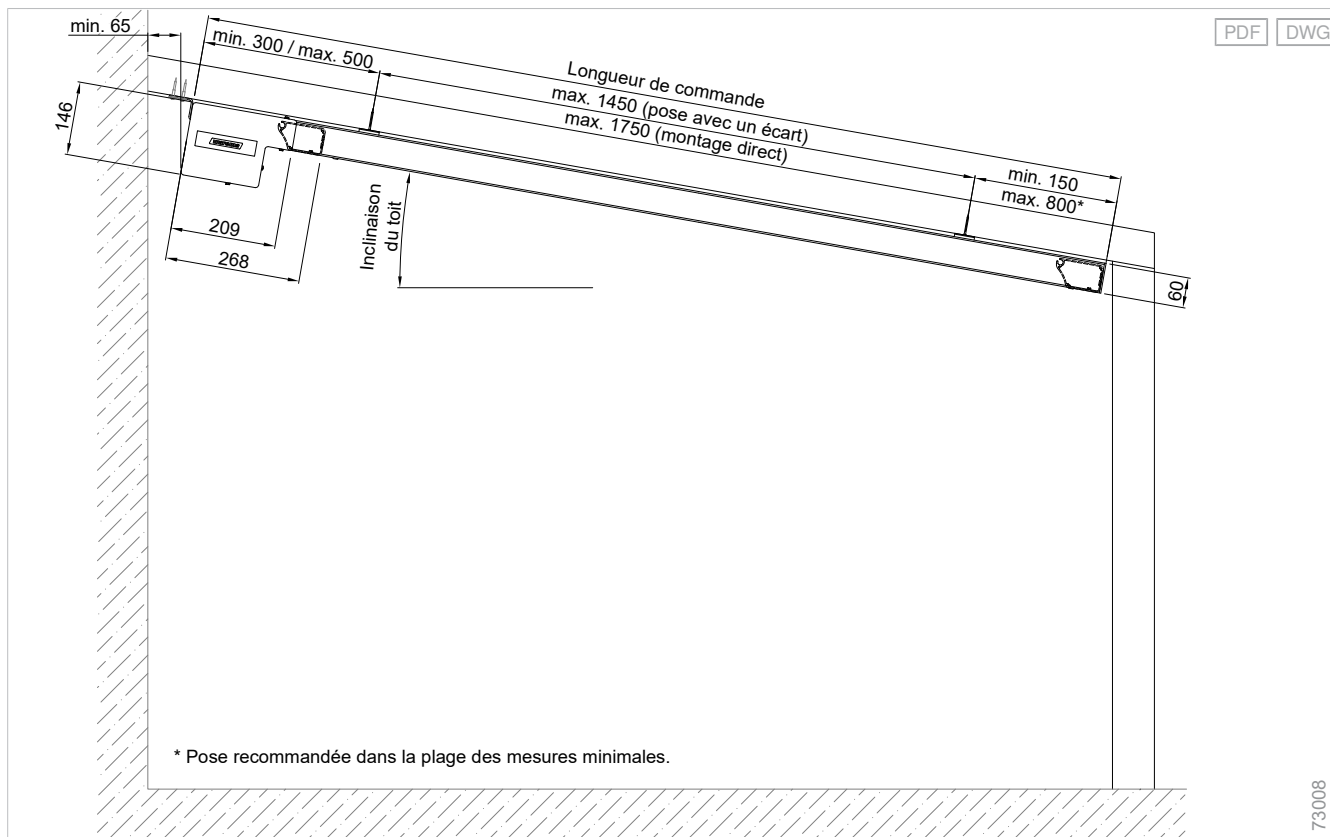 min. 65
PDF
DWG
min. 300 / max. 500
Longueur de commande
max. 1450 (pose avec un écart)
max. 1750 (montage direct)
146
min. 150
max. 800*
209
268
Inclinaison
du toit
60
* Pose recommandée dans la plage des mesures minimales.
73008